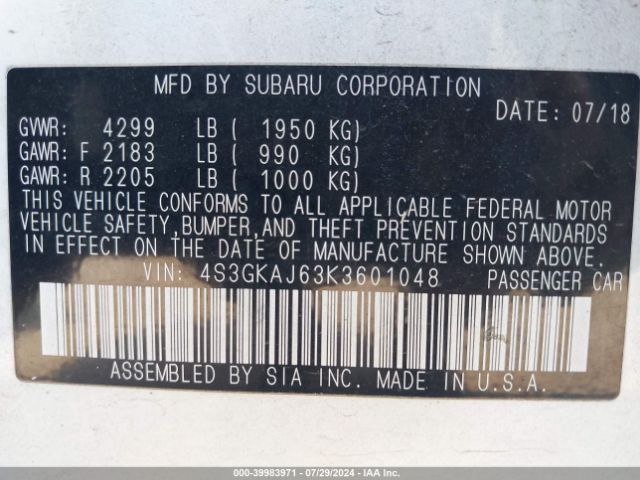 MFD BY SUBARU CORPORATION
DATE: 07/18
GVWR: 4299 LB ( 1950 KG)
GAWR: F 2183 LB ( 990 KG)
GAWR: R 2205 LB ( 1000 KG)
THIS VEHICLE CONFORMS TO ALL APPLICABLE FEDERAL MOTOR
VEHICLE SAFETY, BUMPER, AND THEFT PREVENTION STANDARDS
IN EFFECT ON THE DATE OF MANUFACTURE SHOWN ABOVE.
VIN: 4S3GKAJ63K3601048 PASSENGER CAR
ASSEMBLED BY SIA INC. MADE IN U.S.A.
000-39983971 - 07/29/2024 - IAA Inc.